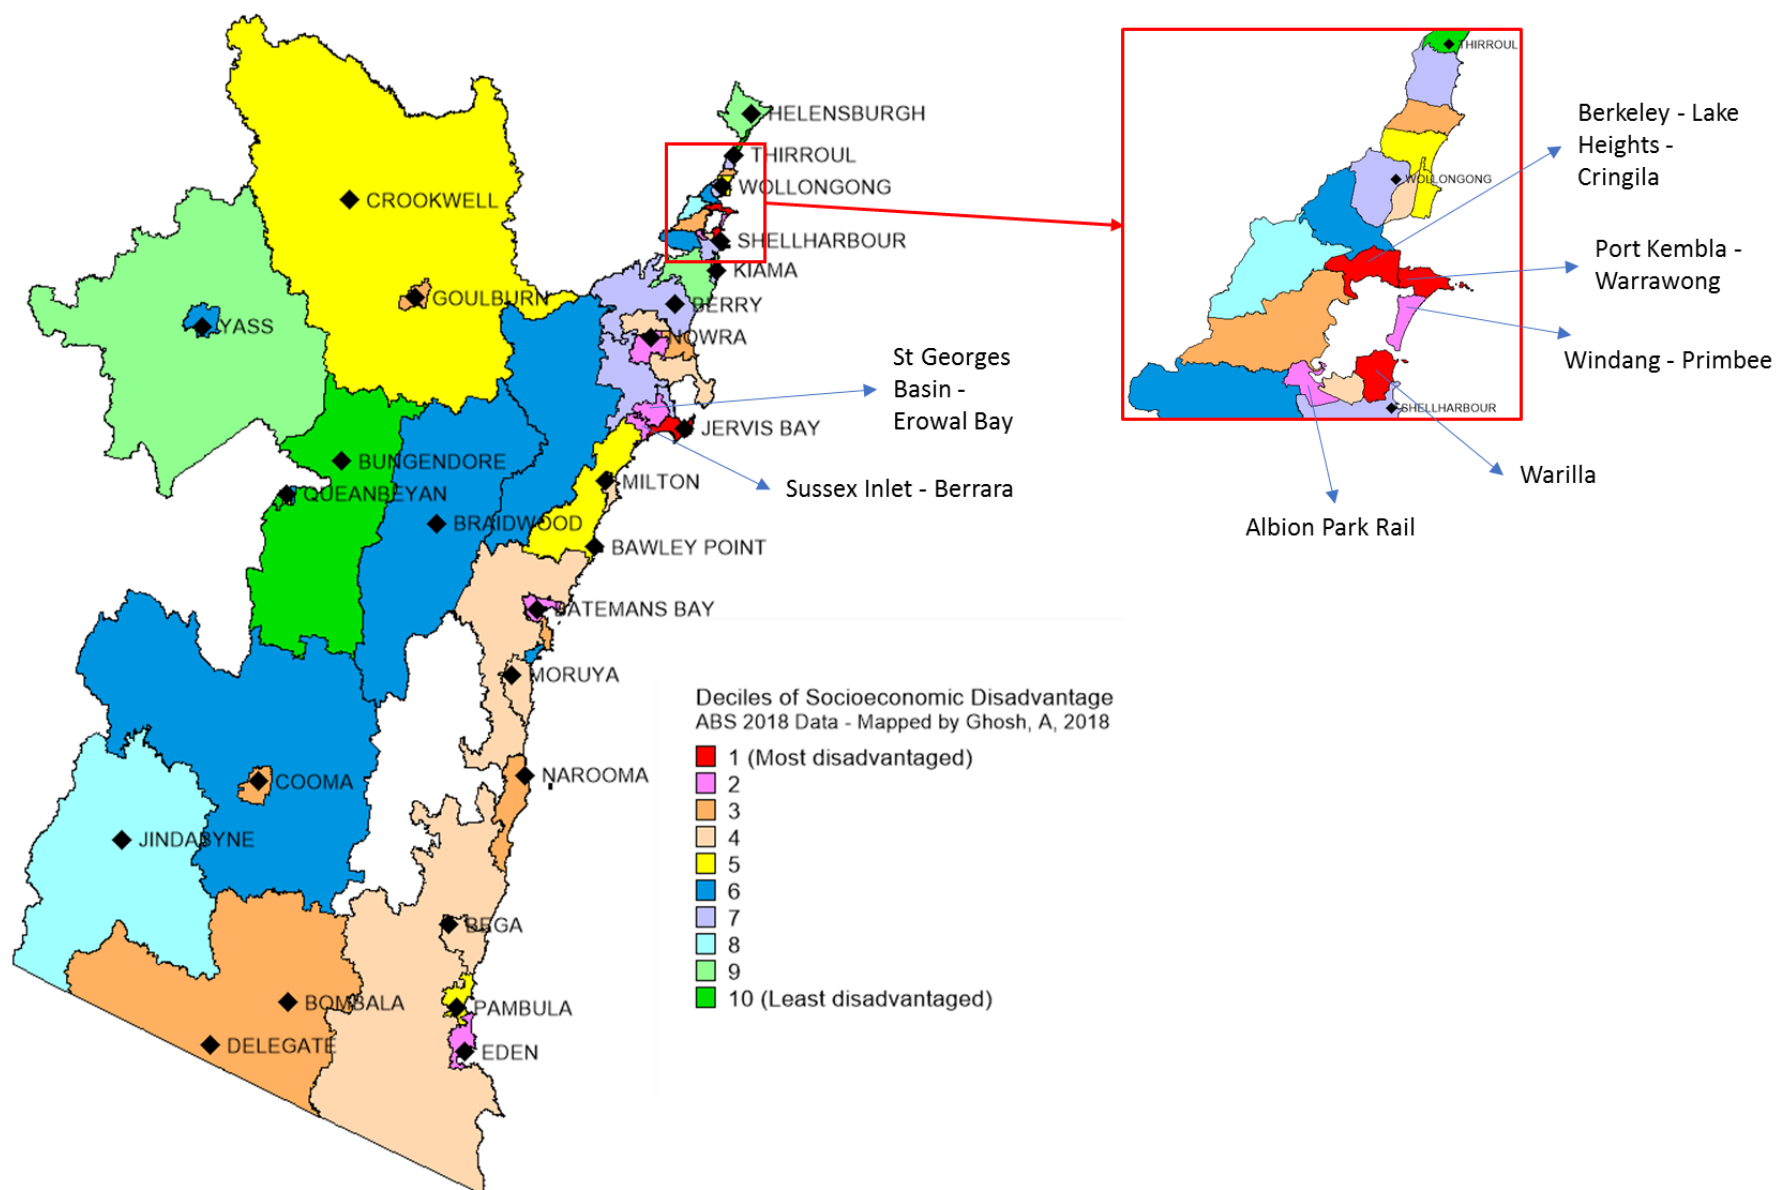 HELENSBURGH
THIRROUL
WOLLONGONG
CROOKWELL
SHELLHARBOUR
KIAMA
GOULBURN
BERRY
YASS
NOWRA
JERVIS BAY
BUNGENDORE
QUEANBEYAN
MILTON
BRAIDWOOD
BAWLEY POINT
BATEMANS BAY
MORUYA
NAROOMA
COOMA
JINDABYNE
BEGA
BOMBALA
PAMBULA
DELEGATE
EDEN
St Georges
Basin -
Erowal Bay
Sussex Inlet - Berrara
THIRROUL
WOLLONGONG
SHELLHARBOUR
Berkeley - Lake
Heights -
Cringila
Port Kembla -
Warrawong
Windang - Primbee
Warilla
Albion Park Rail
Deciles of Socioeconomic Disadvantage
ABS 2018 Data - Mapped by Ghosh, A, 2018
1 (Most disadvantaged)
2
3
4
5
6
7
8
9
10 (Least disadvantaged)